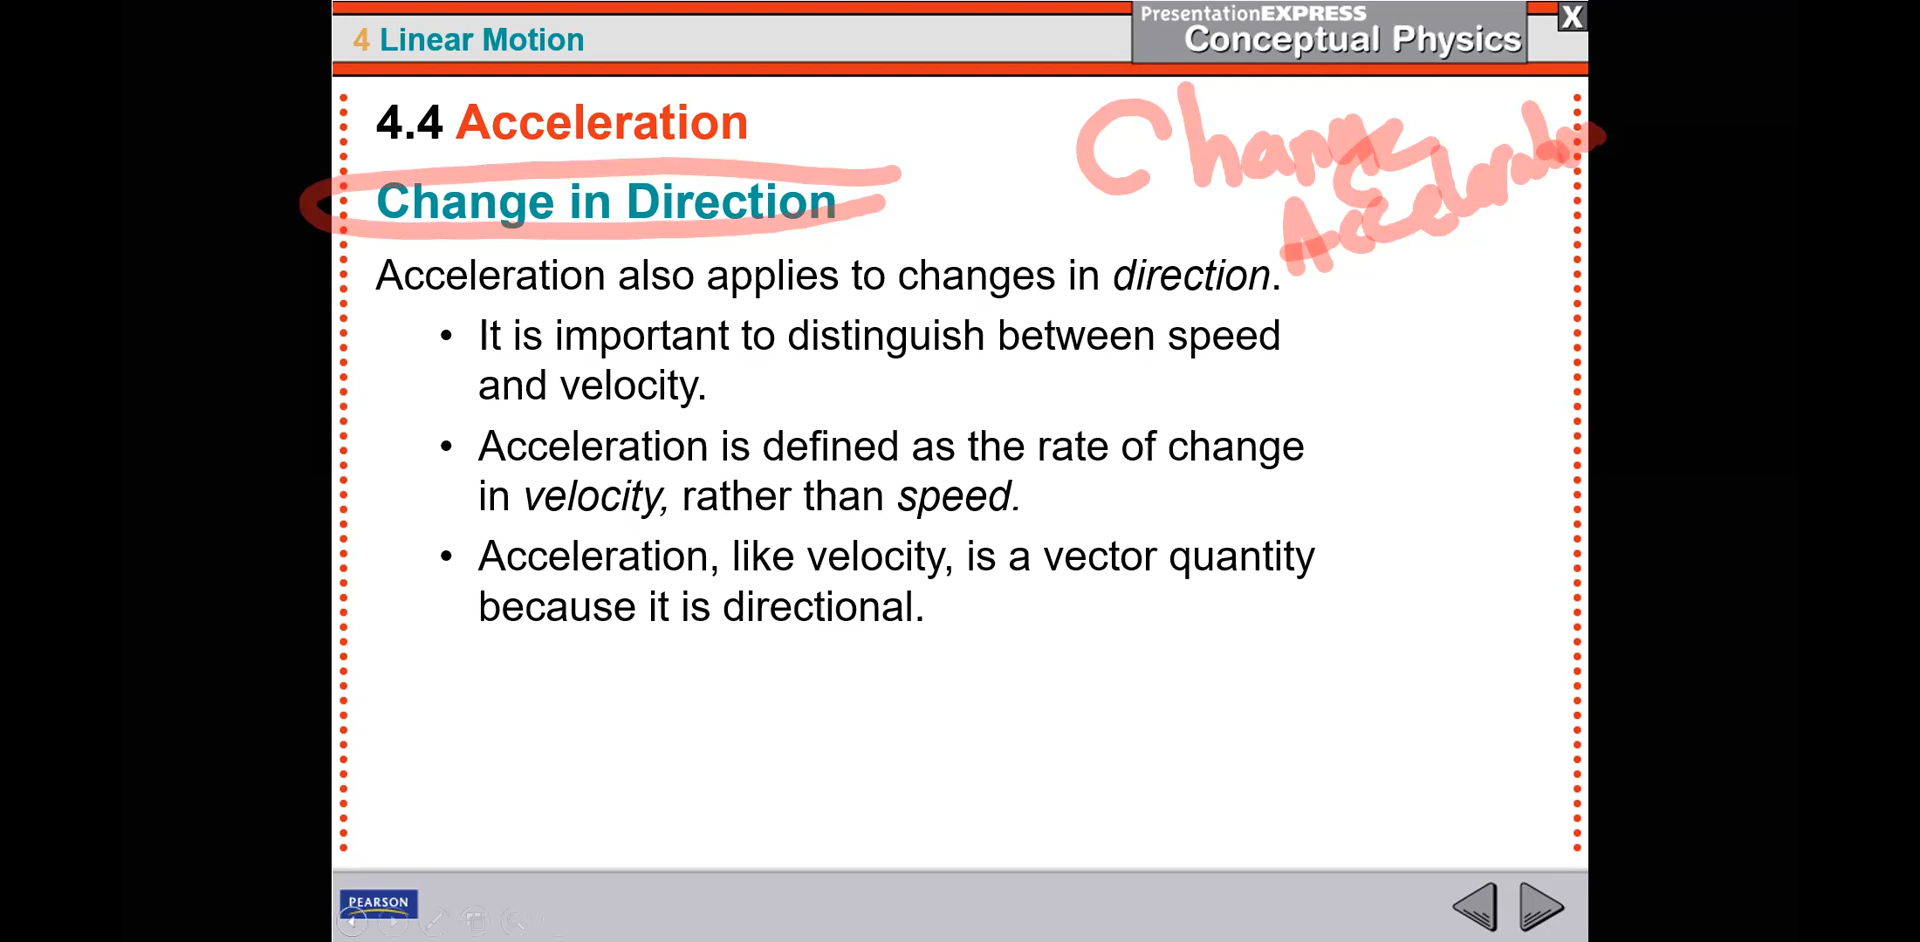 PresentationEXPRESS
X
4 Linear Motion
Conceptual Physics
4.4 Acceleration
Change
Acceleration
Change in Direction
Acceleration also applies to changes in direction.
• It is important to distinguish between speed
and velocity.
• Acceleration is defined as the rate of change
in velocity, rather than speed.
• Acceleration, like velocity, is a vector quantity
because it is directional.
PEARSON